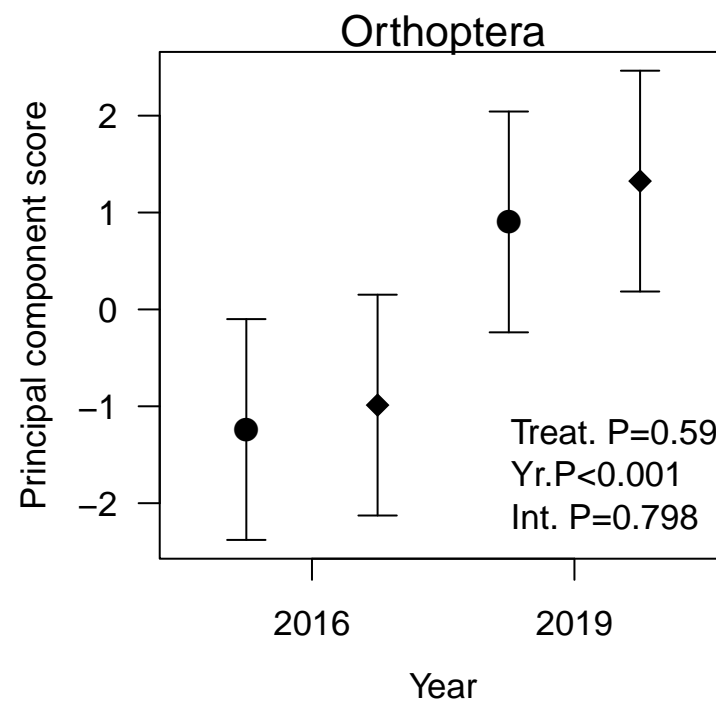 Orthoptera
Principal component score
2
1
0
−1
−2
Treat. P=0.59
Yr.P<0.001
Int. P=0.798
2016 2019
Year